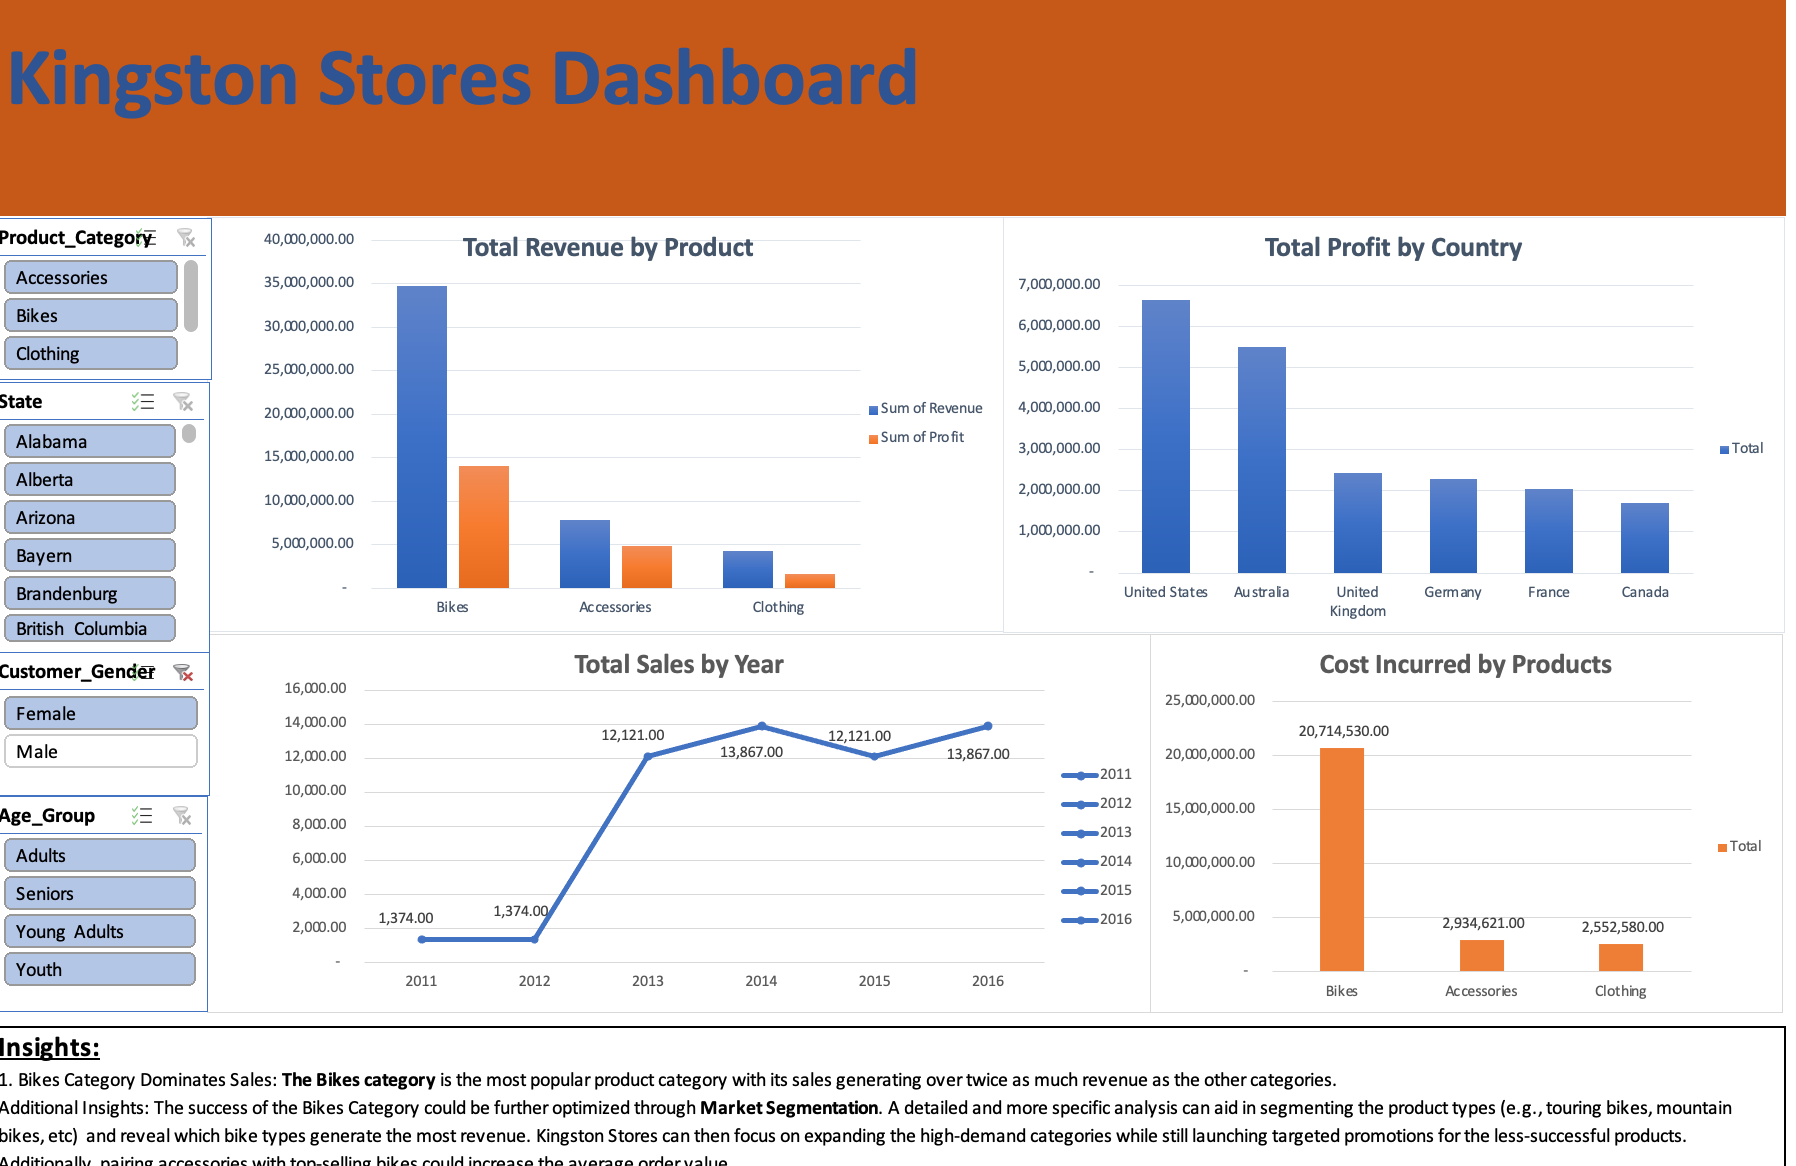 Kingston Stores Dashboard
Product_Category
Accessories
Bikes
Clothing
State
Alabama
Alberta
Arizona
Bayern
Brandenburg
British Columbia
Customer_Gender
Female
Male
Age_Group
Adults
Seniors
Young Adults
Youth
Total Revenue by Product
40,000,000.00
35,000,000.00
30,000,000.00
25,000,000.00
20,000,000.00
15,000,000.00
10,000,000.00
5,000,000.00
-
Bikes
Accessories
Clothing
Sum of Revenue
Sum of Profit
Total Profit by Country
7,000,000.00
6,000,000.00
5,000,000.00
4,000,000.00
3,000,000.00
2,000,000.00
1,000,000.00
-
United States
Australia
United
Kingdom
Germany
France
Canada
Total
Total Sales by Year
16,000.00
14,000.00
12,000.00
10,000.00
8,000.00
6,000.00
4,000.00
2,000.00
-
1,374.00
1,374.00
12,121.00
13,867.00
12,121.00
13,867.00
2011
2012
2013
2014
2015
2016
2011
2012
2013
2014
2015
2016
Cost Incurred by Products
25,000,000.00
20,000,000.00
15,000,000.00
10,000,000.00
5,000,000.00
-
20,714,530.00
2,934,621.00
2,552,580.00
Bikes
Accessories
Clothing
Total
Insights:
1. Bikes Category Dominates Sales: The Bikes category is the most popular product category with its sales generating over twice as much revenue as the other categories.
Additional Insights: The success of the Bikes Category could be further optimized through Market Segmentation. A detailed and more specific analysis can aid in segmenting the product types (e.g., touring bikes, mountain
bikes, etc) and reveal which bike types generate the most revenue. Kingston Stores can then focus on expanding the high-demand categories while still launching targeted promotions for the less-successful products.
Additionally, pairing accessories with top-selling bikes could increase the average order value.